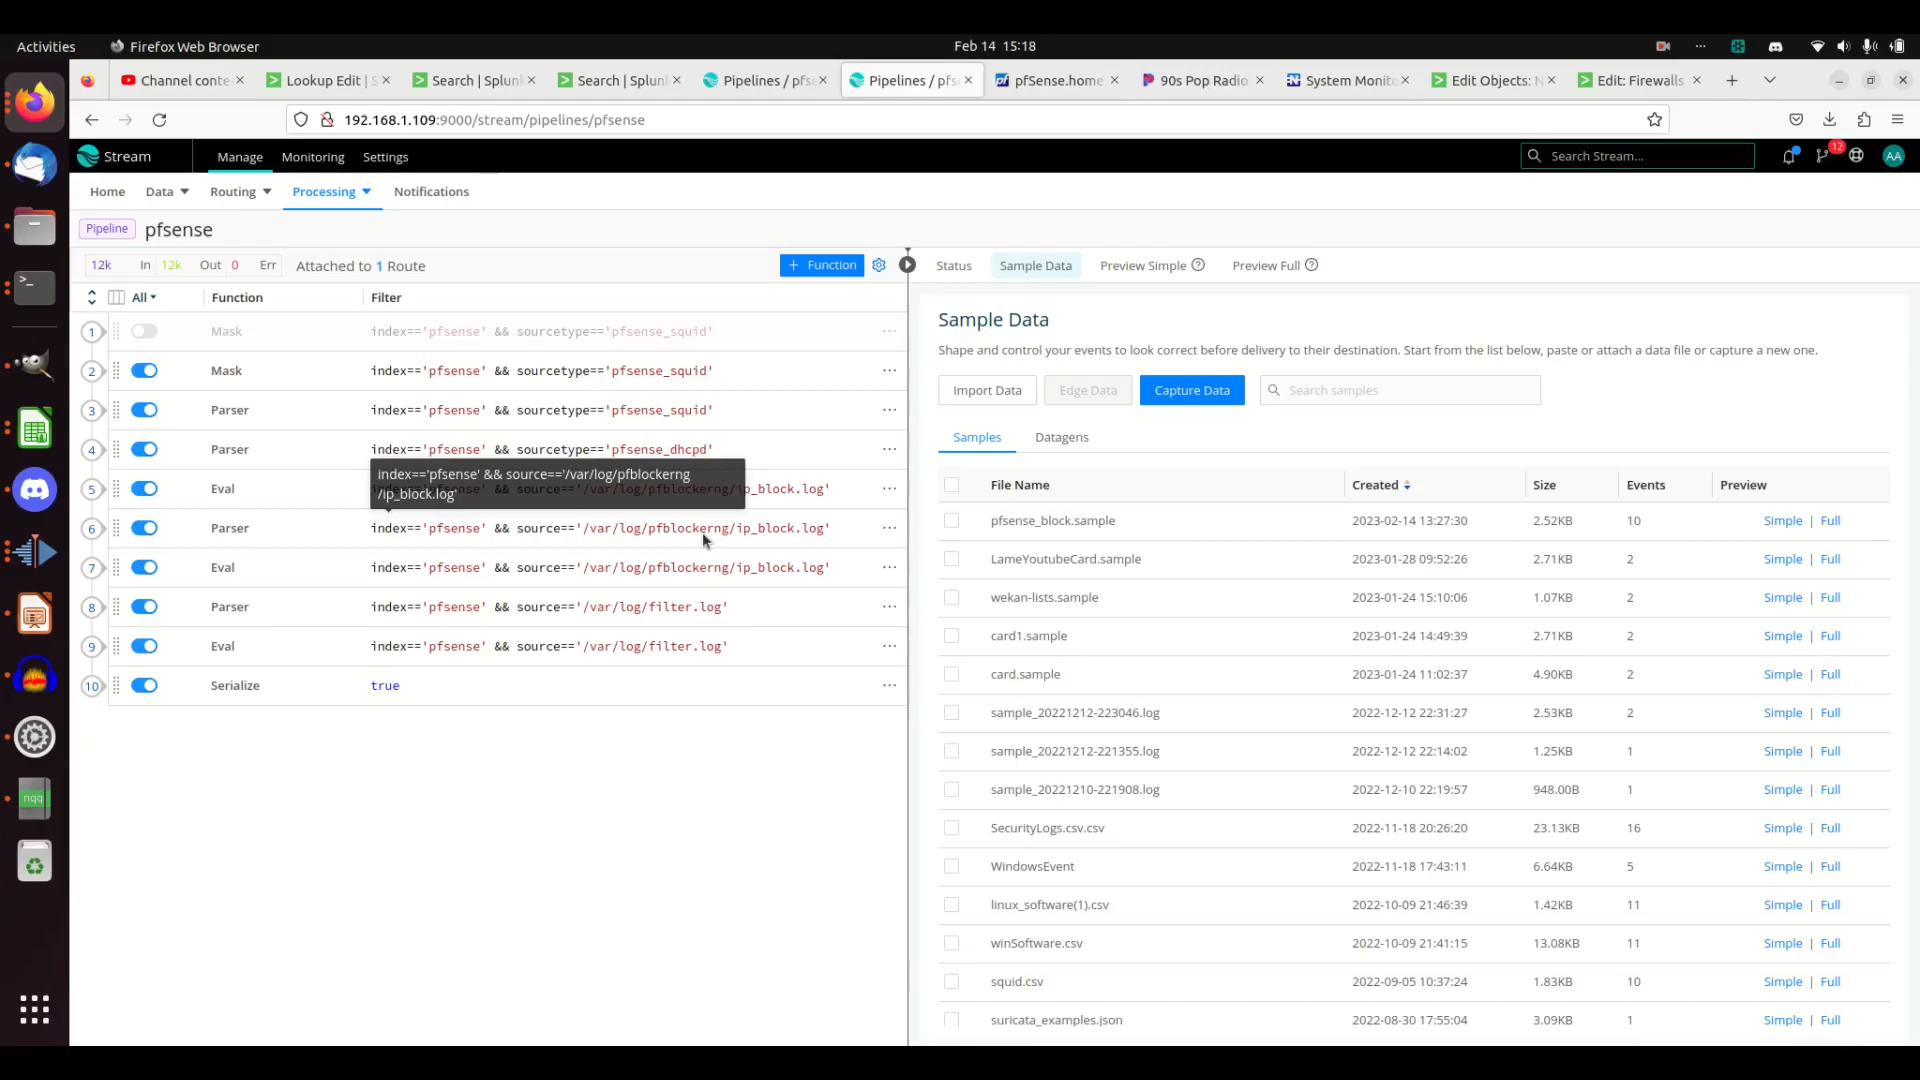 Activities Firefox Web Browser Feb 14 15:18
Channel conte Lookup Edit | S Search | Splunk Search | Splunk Pipelines / pfse Pipelines / pfse pfSense.home. 90s Pop Radio System Monito Edit Objects: N Edit: Firewalls
192.168.1.109:9000/stream/pipelines/pfsense
Stream Manage Monitoring Settings Search Stream... 12 AA
Home Data Routing Processing Notifications
Pipeline pfsense
12k In 12k Out 0 Err Attached to 1 Route + Function Status Sample Data Preview Simple Preview Full
All Function Filter
1 Mask index=='pfsense' && sourcetype=='pfsense_squid'
2 Mask index=='pfsense' && sourcetype=='pfsense_squid'
3 Parser index=='pfsense' && sourcetype=='pfsense_squid'
4 Parser index=='pfsense' && sourcetype=='pfsense_dhcpd'
index=='pfsense' && source=='/var/log/pfblockerng
/ip_block.log'
5 Eval index=='pfsense' && source=='/var/log/pfblockerng/ip_block.log'
6 Parser index=='pfsense' && source=='/var/log/pfblockerng/ip_block.log'
7 Eval index=='pfsense' && source=='/var/log/pfblockerng/ip_block.log'
8 Parser index=='pfsense' && source=='/var/log/filter.log'
9 Eval index=='pfsense' && source=='/var/log/filter.log'
10 Serialize true
Sample Data
Shape and control your events to look correct before delivery to their destination. Start from the list below, paste or attach a data file or capture a new one.
Import Data Edge Data Capture Data Search samples
Samples Datagens
File Name Created Size Events Preview
pfsense_block.sample 2023-02-14 13:27:30 2.52KB 10 Simple | Full
LameYoutubeCard.sample 2023-01-28 09:52:26 2.71KB 2 Simple | Full
wekan-lists.sample 2023-01-24 15:10:06 1.07KB 2 Simple | Full
card1.sample 2023-01-24 14:49:39 2.71KB 2 Simple | Full
card.sample 2023-01-24 11:02:37 4.90KB 2 Simple | Full
sample_20221212-223046.log 2022-12-12 22:31:27 2.53KB 2 Simple | Full
sample_20221212-221355.log 2022-12-12 22:14:02 1.25KB 1 Simple | Full
sample_20221210-221908.log 2022-12-10 22:19:57 948.00B 1 Simple | Full
SecurityLogs.csv.csv 2022-11-18 20:26:20 23.13KB 16 Simple | Full
WindowsEvent 2022-11-18 17:43:11 6.64KB 5 Simple | Full
linux_software(1).csv 2022-10-09 21:46:39 1.42KB 11 Simple | Full
winSoftware.csv 2022-10-09 21:41:15 13.08KB 11 Simple | Full
squid.csv 2022-09-05 10:37:24 1.83KB 10 Simple | Full
suricata_examples.json 2022-08-30 17:55:04 3.09KB 1 Simple | Full
nqq